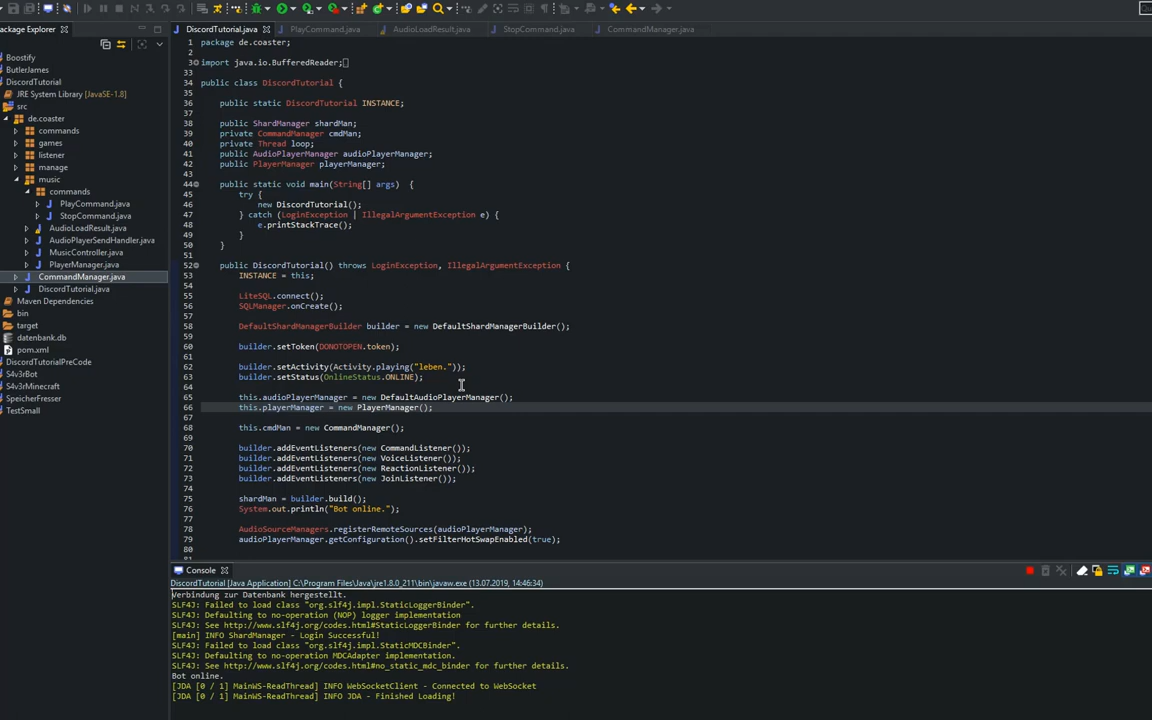 Package Explorer
Boostify
ButlerJames
DiscordTutorial
JRE System Library [JavaSE-1.8]
src
de.coaster
commands
games
listener
manage
music
commands
PlayCommand.java
StopCommand.java
AudioLoadResult.java
AudioPlayerSendHandler.java
MusicController.java
PlayerManager.java
CommandManager.java
DiscordTutorial.java
Maven Dependencies
bin
target
datenbank.db
pom.xml
DiscordTutorialPreCode
S4v3rBot
S4v3rMinecraft
SpeicherFresser
TestSmall
DiscordTutorial.java PlayCommand.java AudioLoadResult.java StopCommand.java CommandManager.java
1 package de.coaster;
2
3 import java.io.BufferedReader;
33
34 public class DiscordTutorial {
35
36 public static DiscordTutorial INSTANCE;
37
38 public ShardManager shardMan;
39 private CommandManager cmdMan;
40 private Thread loop;
41 public AudioPlayerManager audioPlayerManager;
42 public PlayerManager playerManager;
43
44 public static void main(String[] args) {
45 try {
46 new DiscordTutorial();
47 } catch (LoginException | IllegalArgumentException e) {
48 e.printStackTrace();
49 }
50 }
51
52 public DiscordTutorial() throws LoginException, IllegalArgumentException {
53 INSTANCE = this;
54
55 LiteSQL.connect();
56 SQLManager.onCreate();
57
58 DefaultShardManagerBuilder builder = new DefaultShardManagerBuilder();
59
60 builder.setToken(DONOTOPEN.token);
61
62 builder.setActivity(Activity.playing("leben."));
63 builder.setStatus(OnlineStatus.ONLINE);
64
65 this.audioPlayerManager = new DefaultAudioPlayerManager();
66 this.playerManager = new PlayerManager();
67
68 this.cmdMan = new CommandManager();
69
70 builder.addEventListeners(new CommandListener());
71 builder.addEventListeners(new VoiceListener());
72 builder.addEventListeners(new ReactionListener());
73 builder.addEventListeners(new JoinListener());
74
75 shardMan = builder.build();
76 System.out.println("Bot online.");
77
78 AudioSourceManagers.registerRemoteSources(audioPlayerManager);
79 audioPlayerManager.getConfiguration().setFilterHotSwapEnabled(true);
80
Console
DiscordTutorial [Java Application] C:\Program Files\Java\jre1.8.0_211\bin\javaw.exe (13.07.2019, 14:46:34)
Verbindung zur Datenbank hergestellt.
SLF4J: Failed to load class "org.slf4j.impl.StaticLoggerBinder".
SLF4J: Defaulting to no-operation (NOP) logger implementation
SLF4J: See http://www.slf4j.org/codes.html#StaticLoggerBinder for further details.
[main] INFO ShardManager - Login Successful!
SLF4J: Failed to load class "org.slf4j.impl.StaticMDCBinder".
SLF4J: Defaulting to no-operation MDCAdapter implementation.
SLF4J: See http://www.slf4j.org/codes.html#no_static_mdc_binder for further details.
Bot online.
[JDA [0 / 1] MainWS-ReadThread] INFO WebSocketClient - Connected to WebSocket
[JDA [0 / 1] MainWS-ReadThread] INFO JDA - Finished Loading!